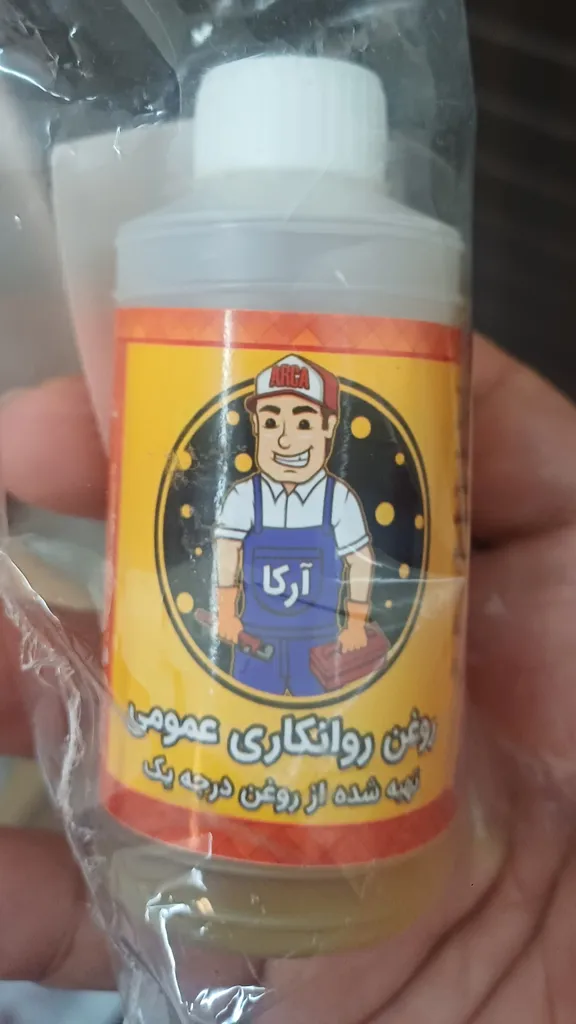 ARCA
آرکا
روغن روانکاری عمومی
تهیه شده از روغن درجه یک